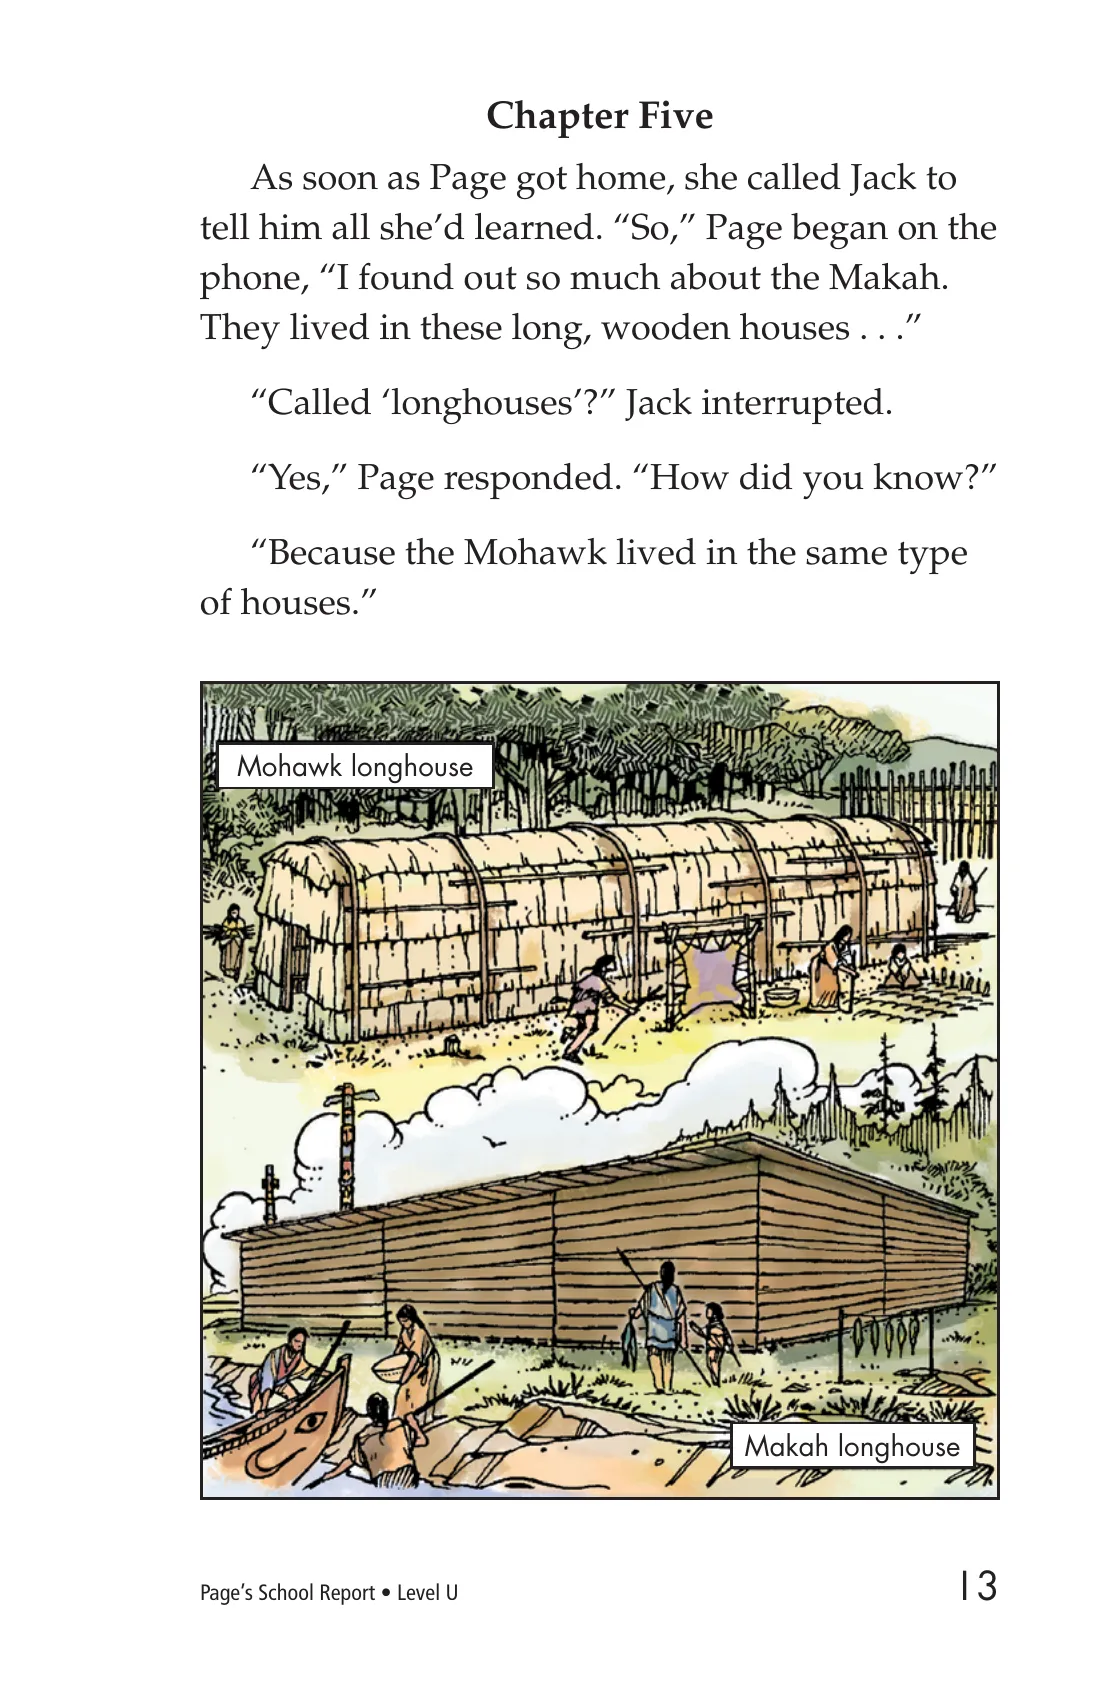 Chapter Five
As soon as Page got home, she called Jack to
tell him all she’d learned. “So,” Page began on the
phone, “I found out so much about the Makah.
They lived in these long, wooden houses . . .”
“Called ‘longhouses’?” Jack interrupted.
“Yes,” Page responded. “How did you know?”
“Because the Mohawk lived in the same type
of houses.”
Mohawk longhouse
Makah longhouse
Page’s School Report • Level U
13